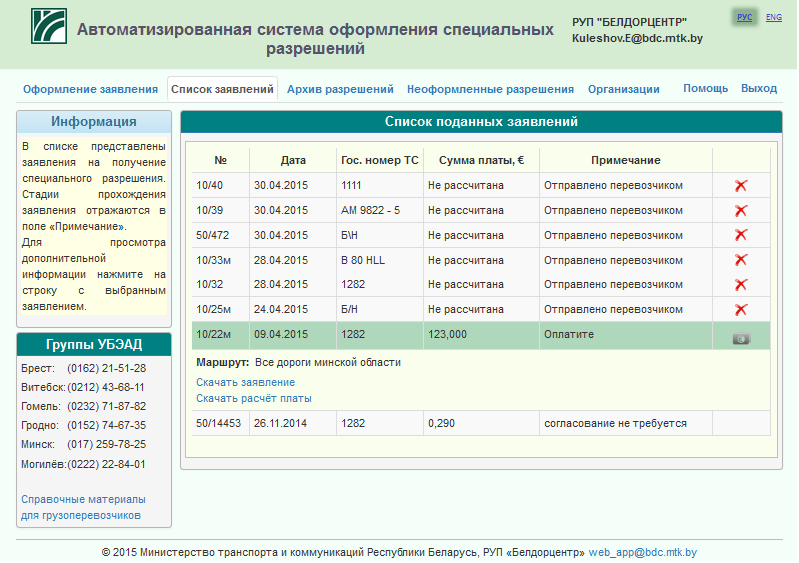 Автоматизированная система оформления специальных
разрешений
РУП "БЕЛДОРЦЕНТР"
Kuleshov.E@bdc.mtk.by
РУС ENG
Оформление заявления Список заявлений Архив разрешений Неоформленные разрешения Организации Помощь Выход
Информация
В списке представлены
заявления на получение
специального разрешения.
Стадии прохождения
заявления отражаются в
поле «Примечание».
Для просмотра
дополнительной
информации нажмите на
строку с выбранным
заявлением.
Группы УБЭАД
Брест: (0162) 21-51-28
Витебск: (0212) 43-68-11
Гомель: (0232) 71-87-82
Гродно: (0152) 74-67-35
Минск: (017) 259-78-25
Могилёв: (0222) 22-84-01
Справочные материалы
для грузоперевозчиков
Список поданных заявлений
№ Дата Гос. номер ТС Сумма платы, € Примечание
10/40 30.04.2015 1111 Не рассчитана Отправлено перевозчиком
10/39 30.04.2015 АМ 9822 - 5 Не рассчитана Отправлено перевозчиком
50/472 30.04.2015 Б\Н Не рассчитана Отправлено перевозчиком
10/33м 28.04.2015 В 80 HLL Не рассчитана Отправлено перевозчиком
10/32 28.04.2015 1282 Не рассчитана Отправлено перевозчиком
10/25м 24.04.2015 Б/Н Не рассчитана Отправлено перевозчиком
10/22м 09.04.2015 1282 123,000 Оплатите
Маршрут: Все дороги минской области
Скачать заявление
Скачать расчёт платы
50/14453 26.11.2014 1282 0,290 согласование не требуется
© 2015 Министерство транспорта и коммуникаций Республики Беларусь, РУП «Белдорцентр» web_app@bdc.mtk.by